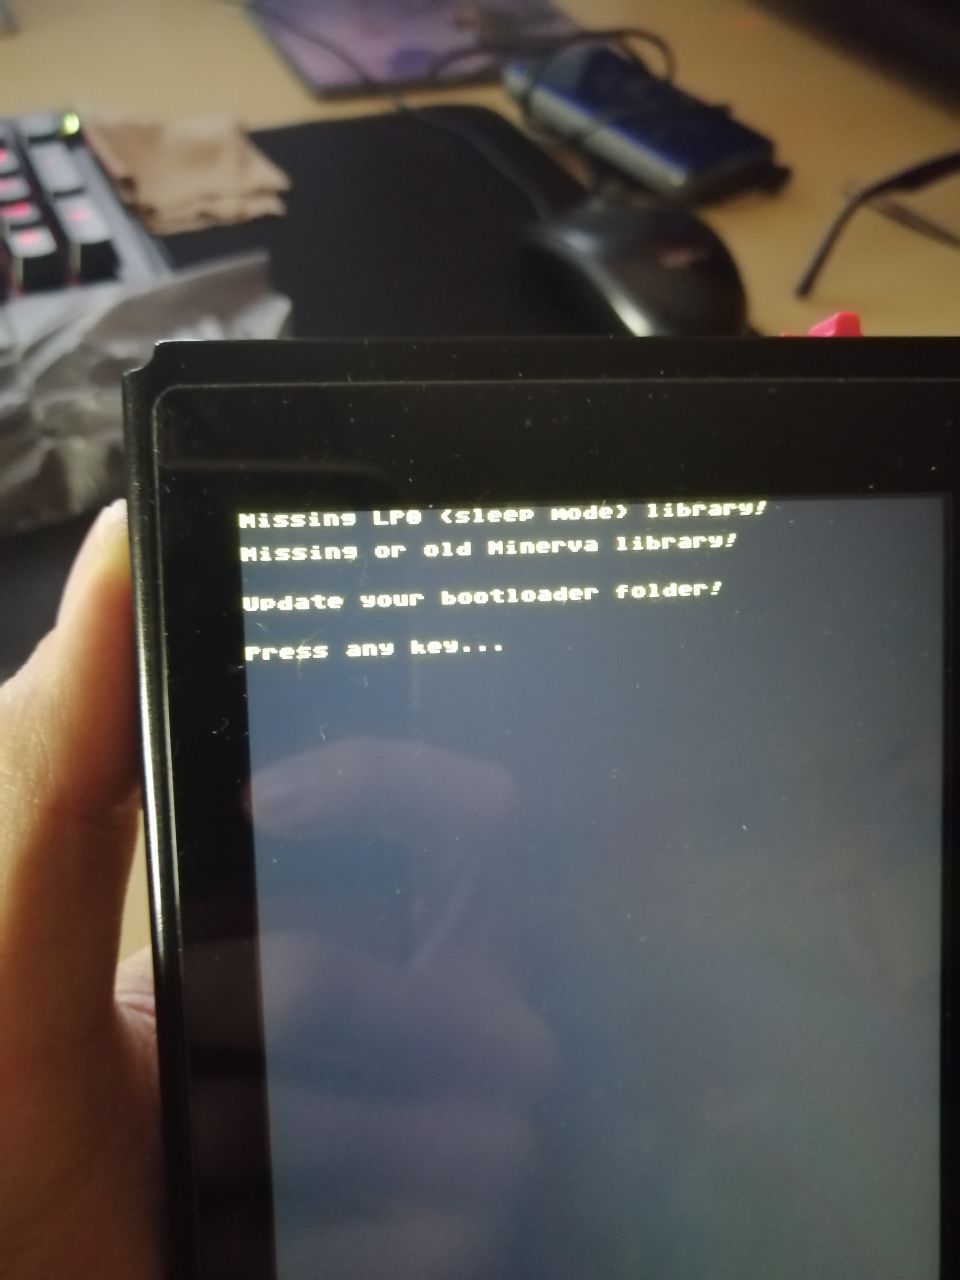 Missing LP0 (sleep mode) library!
Missing or old Minerva library!
Update your bootloader folder!
Press any key...